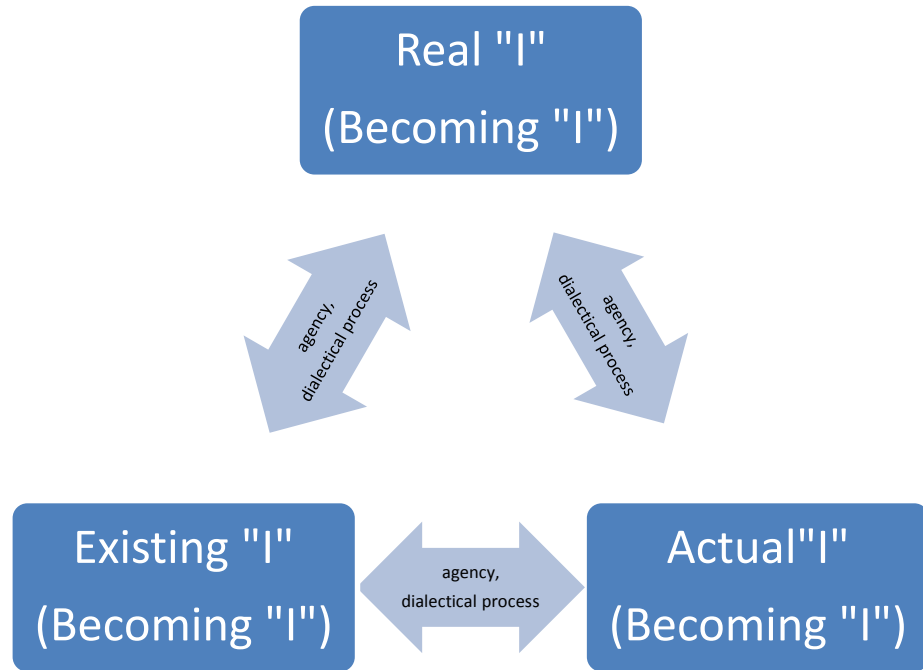 Real "I"
(Becoming "I")
agency,
dialectical process
agency,
dialectical process
Existing "I"
(Becoming "I")
agency,
dialectical process
Actual"I"
(Becoming "I")